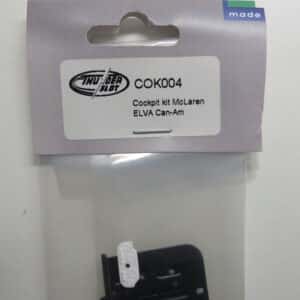 made
THUNDER
SLOT
COK004
Cockpit kit McLaren
ELVA Can-Am